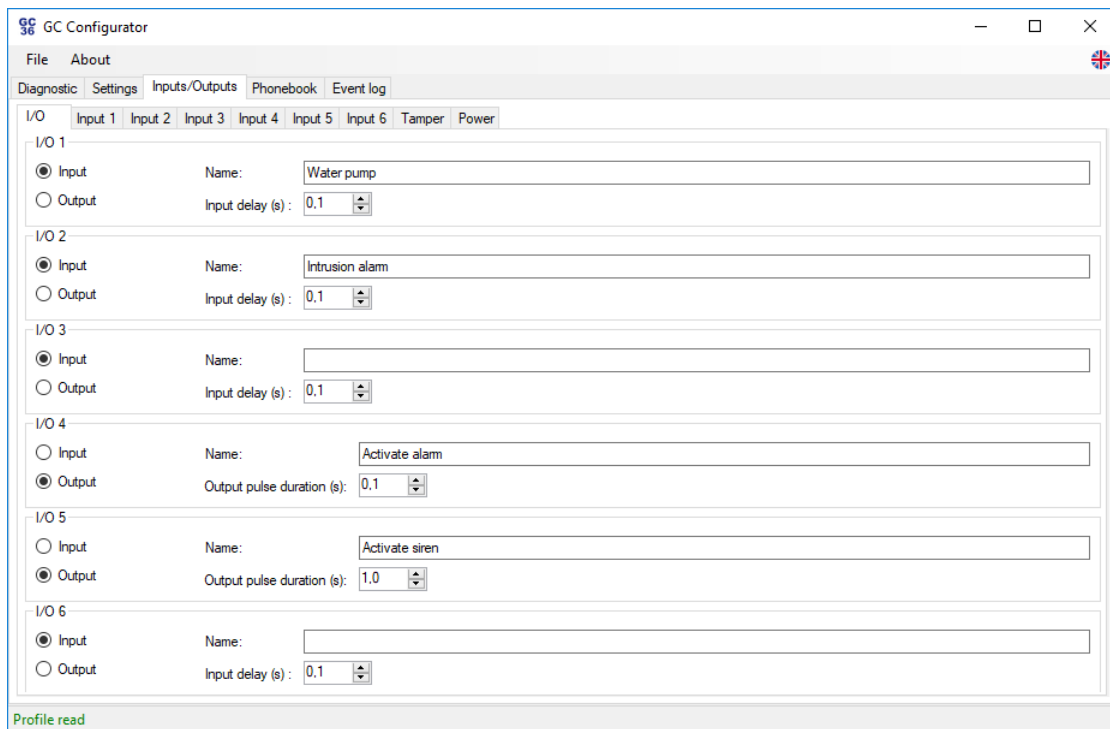 GC 36 GC Configurator
File About
Diagnostic Settings Inputs/Outputs Phonebook Event log
I/O Input 1 Input 2 Input 3 Input 4 Input 5 Input 6 Tamper Power
I/O 1
Input Name: Water pump
Output Input delay (s) : 0,1
I/O 2
Input Name: Intrusion alarm
Output Input delay (s) : 0,1
I/O 3
Input Name:
Output Input delay (s) : 0,1
I/O 4
Input Name: Activate alarm
Output Output pulse duration (s): 0,1
I/O 5
Input Name: Activate siren
Output Output pulse duration (s): 1,0
I/O 6
Input Name:
Output Input delay (s) : 0,1
Profile read